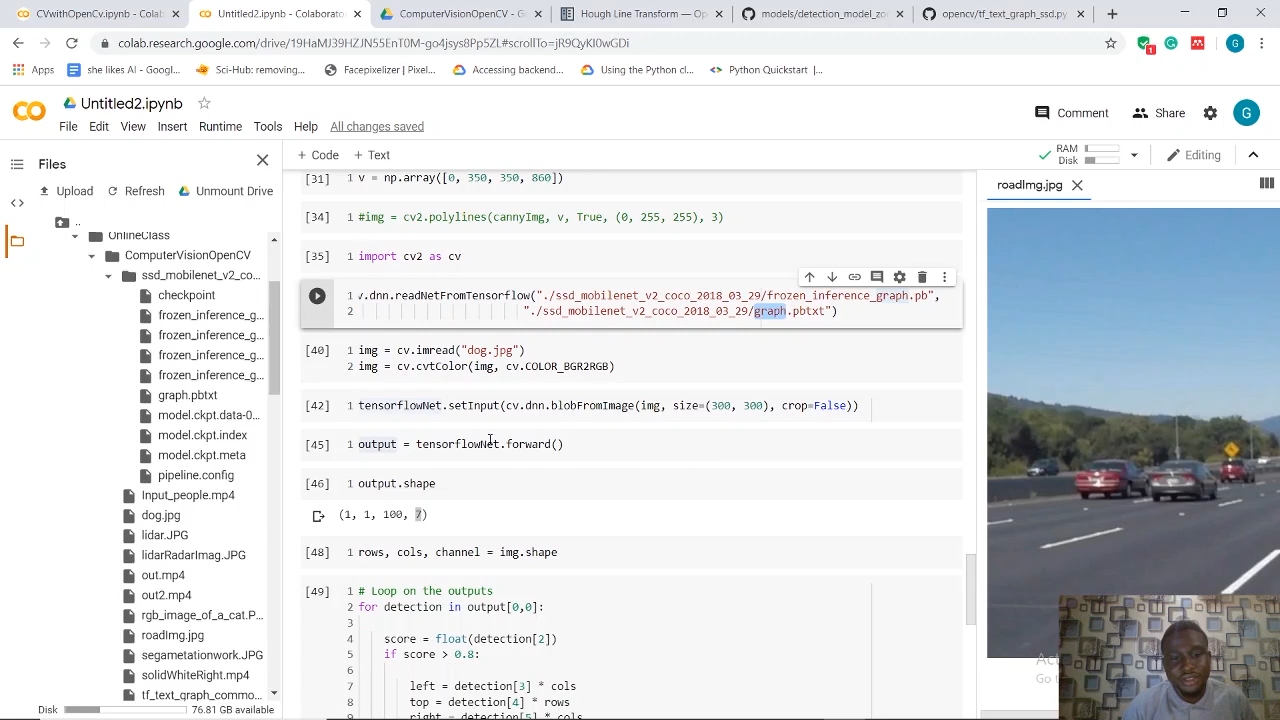 CVwithOpenCV.ipynb - Collabora
Untitled2.ipynb - Colaborator
ComputerVisionOpenCV - G
Hough Line Transform — Op
models/detection_model_zoo
opencv/tf_text_graph_ssd.py
colab.research.google.com/drive/19HaMJ39HZJN55EnT0M-go4jsys8Pp5Zi#scrollTo=jR9QyKI0wGDi
Apps
she likes AI - Googl...
Sci-Hub: removing...
Facepixelizer | Pixel...
Accessing backend...
Using the Python cl...
Python Quickstart |...
Untitled2.ipynb
File Edit View Insert Runtime Tools Help All changes saved
Comment Share G
Files
+ Code + Text
RAM
Disk
Editing
Upload Refresh Unmount Drive
..
OnlineClass
ComputerVisionOpenCV
ssd_mobilenet_v2_co...
checkpoint
frozen_inference_g...
frozen_inference_g...
frozen_inference_g...
frozen_inference_g...
graph.pbtxt
model.ckpt.data-0...
model.ckpt.index
model.ckpt.meta
pipeline.config
Input_people.mp4
dog.jpg
lidar.JPG
lidarRadarImag.JPG
out.mp4
out2.mp4
rgb_image_of_a_cat.P...
roadImg.jpg
segametationwork.JPG
solidWhiteRight.mp4
tf_text_graph_commo...
Disk 76.81 GB available
[31] 1 v = np.array([0, 350, 350, 860])
[34] 1 #img = cv2.polylines(cannyImg, v, True, (0, 255, 255), 3)
[35] 1 import cv2 as cv
1 v.dnn.readNetFromTensorflow("./ssd_mobilenet_v2_coco_2018_03_29/frozen_inference_graph.pb",
2 "./ssd_mobilenet_v2_coco_2018_03_29/graph.pbtxt")
[40] 1 img = cv.imread("dog.jpg")
2 img = cv.cvtColor(img, cv.COLOR_BGR2RGB)
[42] 1 tensorflowNet.setInput(cv.dnn.blobFromImage(img, size=(300, 300), crop=False))
[45] 1 output = tensorflowNet.forward()
[46] 1 output.shape
(1, 1, 100, 7)
[48] 1 rows, cols, channel = img.shape
[49] 1 # Loop on the outputs
2 for detection in output[0,0]:
3
4 score = float(detection[2])
5 if score > 0.8:
6
7 left = detection[3] * cols
8 top = detection[4] * rows
9 right = detection[5] * cols
roadImg.jpg